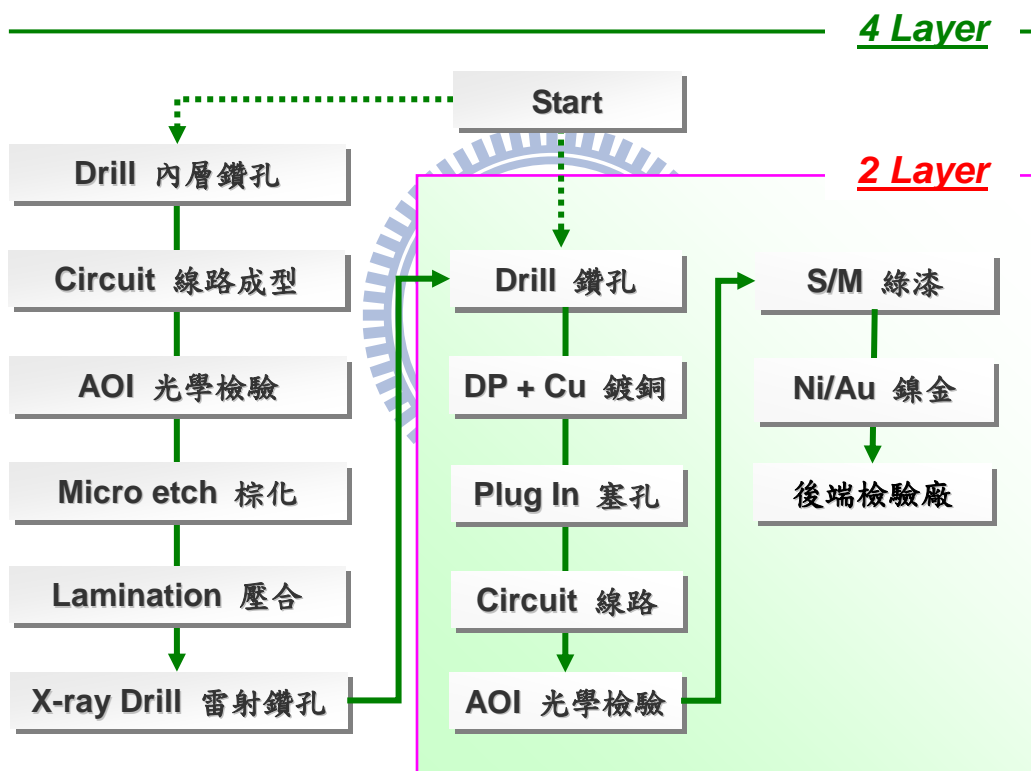 4 Layer
Start
Drill 內層鑽孔
Circuit 線路成型
AOI 光學檢驗
Micro etch 棕化
Lamination 壓合
X-ray Drill 雷射鑽孔
2 Layer
Drill 鑽孔
DP + Cu 鍍銅
Plug In 塞孔
Circuit 線路
AOI 光學檢驗
S/M 綠漆
Ni/Au 鎳金
後端檢驗廠